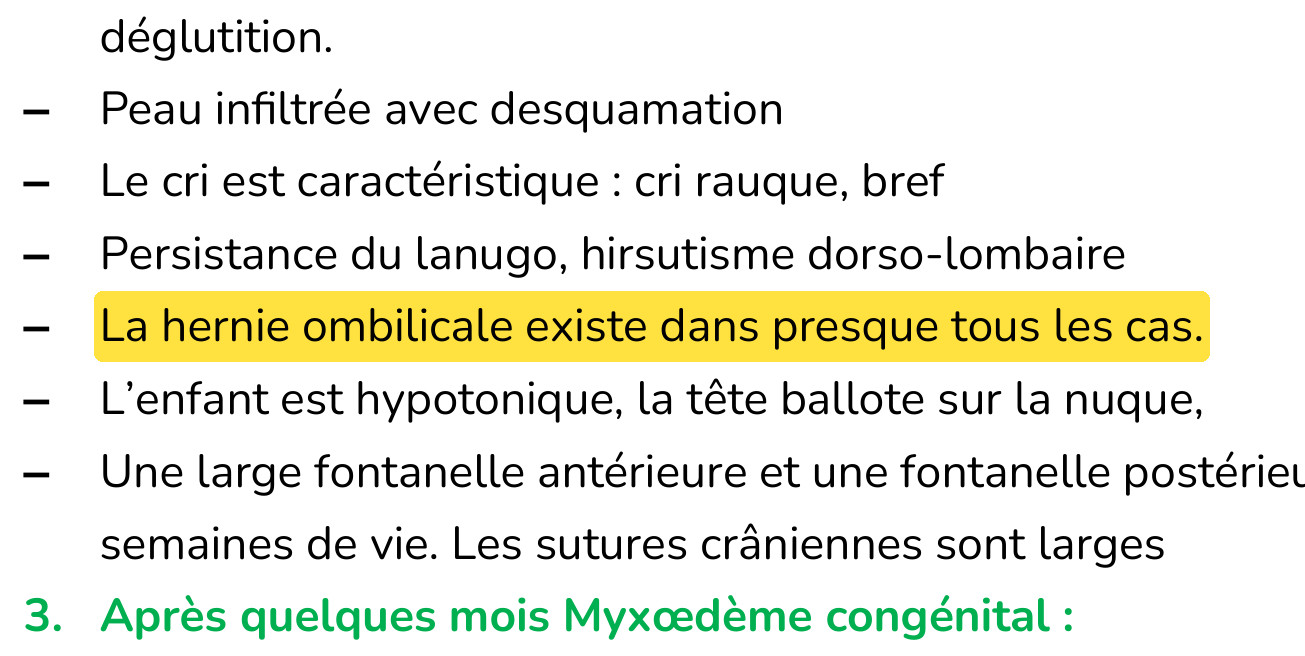 déglutition.
– Peau infiltrée avec desquamation
– Le cri est caractéristique : cri rauque, bref
– Persistance du lanugo, hirsutisme dorso-lombaire
– La hernie ombilicale existe dans presque tous les cas.
– L’enfant est hypotonique, la tête ballote sur la nuque,
– Une large fontanelle antérieure et une fontanelle
semaines de vie. Les sutures crâniennes sont larges
3. Après quelques mois Myxœdème congénital :